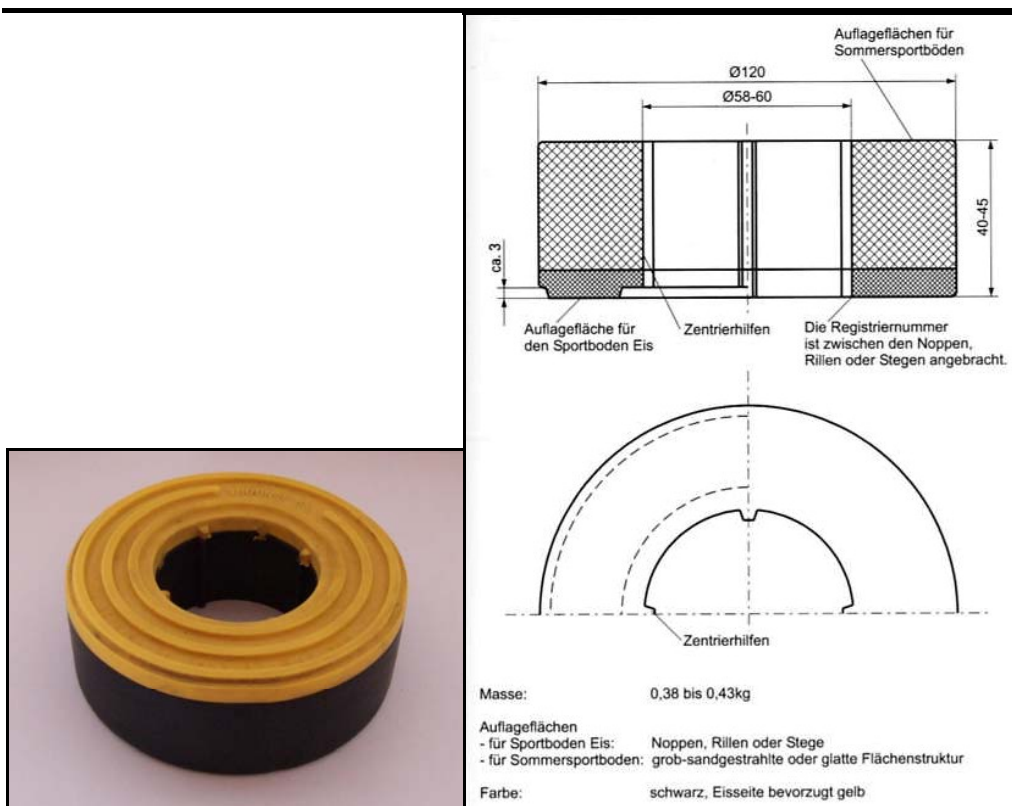 Auflageflächen für
Sommersportböden
Ø120
Ø58-60
40-45
ca. 3
Auflagefläche für
den Sportboden Eis
Zentrierhilfen
Die Registriernummer
ist zwischen den Noppen,
Rillen oder Stegen angebracht.
Zentrierhilfen
Masse: 0,38 bis 0,43kg
Auflageflächen
- für Sportboden Eis: Noppen, Rillen oder Stege
- für Sommersportboden: grob-sandgestrahlte oder glatte Flächenstruktur
Farbe: schwarz, Eisseite bevorzugt gelb